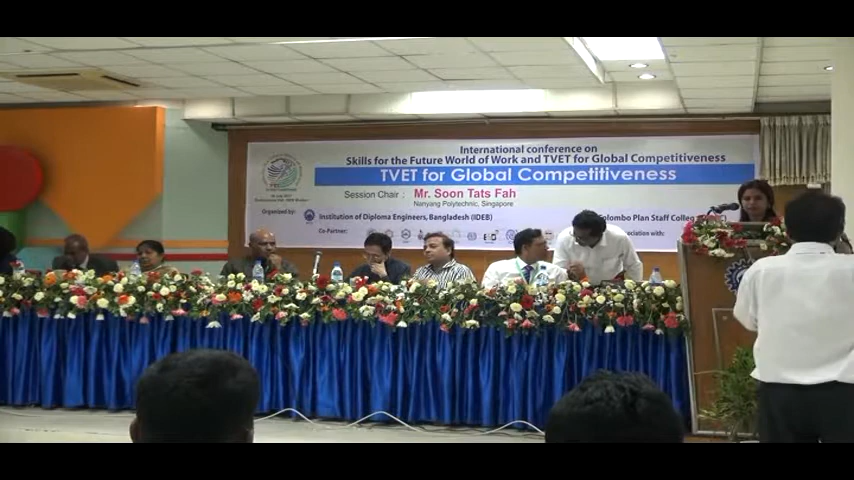 International conference on
Skills for the Future World of Work and TVET for Global Competitiveness
TVET for Global Competitiveness
Session Chair : Mr. Soon Tats Fah
Nanyang Polytechnic, Singapore
Organized by: Institution of Diploma Engineers, Bangladesh (IDEB) Colombo Plan Staff College
Co-Partner: association with: